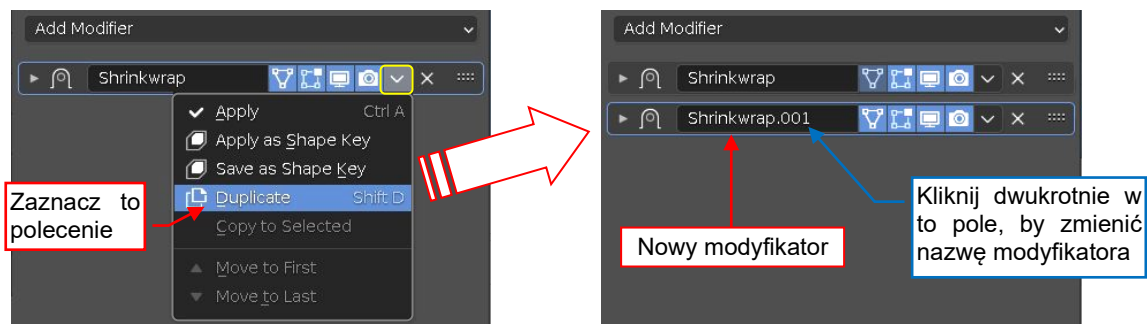 Add Modifier
Shrinkwrap
Apply Ctrl A
Apply as Shape Key
Save as Shape Key
Duplicate Shift D
Copy to Selected
Move to First
Move to Last
Zaznacz to
polecenie
Add Modifier
Shrinkwrap
Shrinkwrap.001
Nowy modyfikator
Kliknij dwukrotnie w
to pole, by zmienić
nazwę modyfikatora